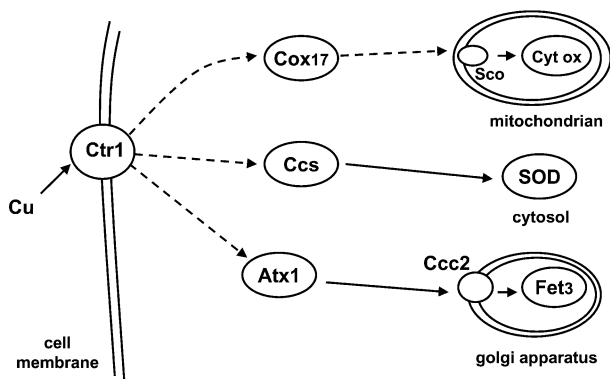 Cox17
Sco
Cyt ox
mitochondrian
Ctr1
Ccs
SOD
Cu
cytosol
Atx1
Ccc2
Fet3
cell
membrane
golgi apparatus